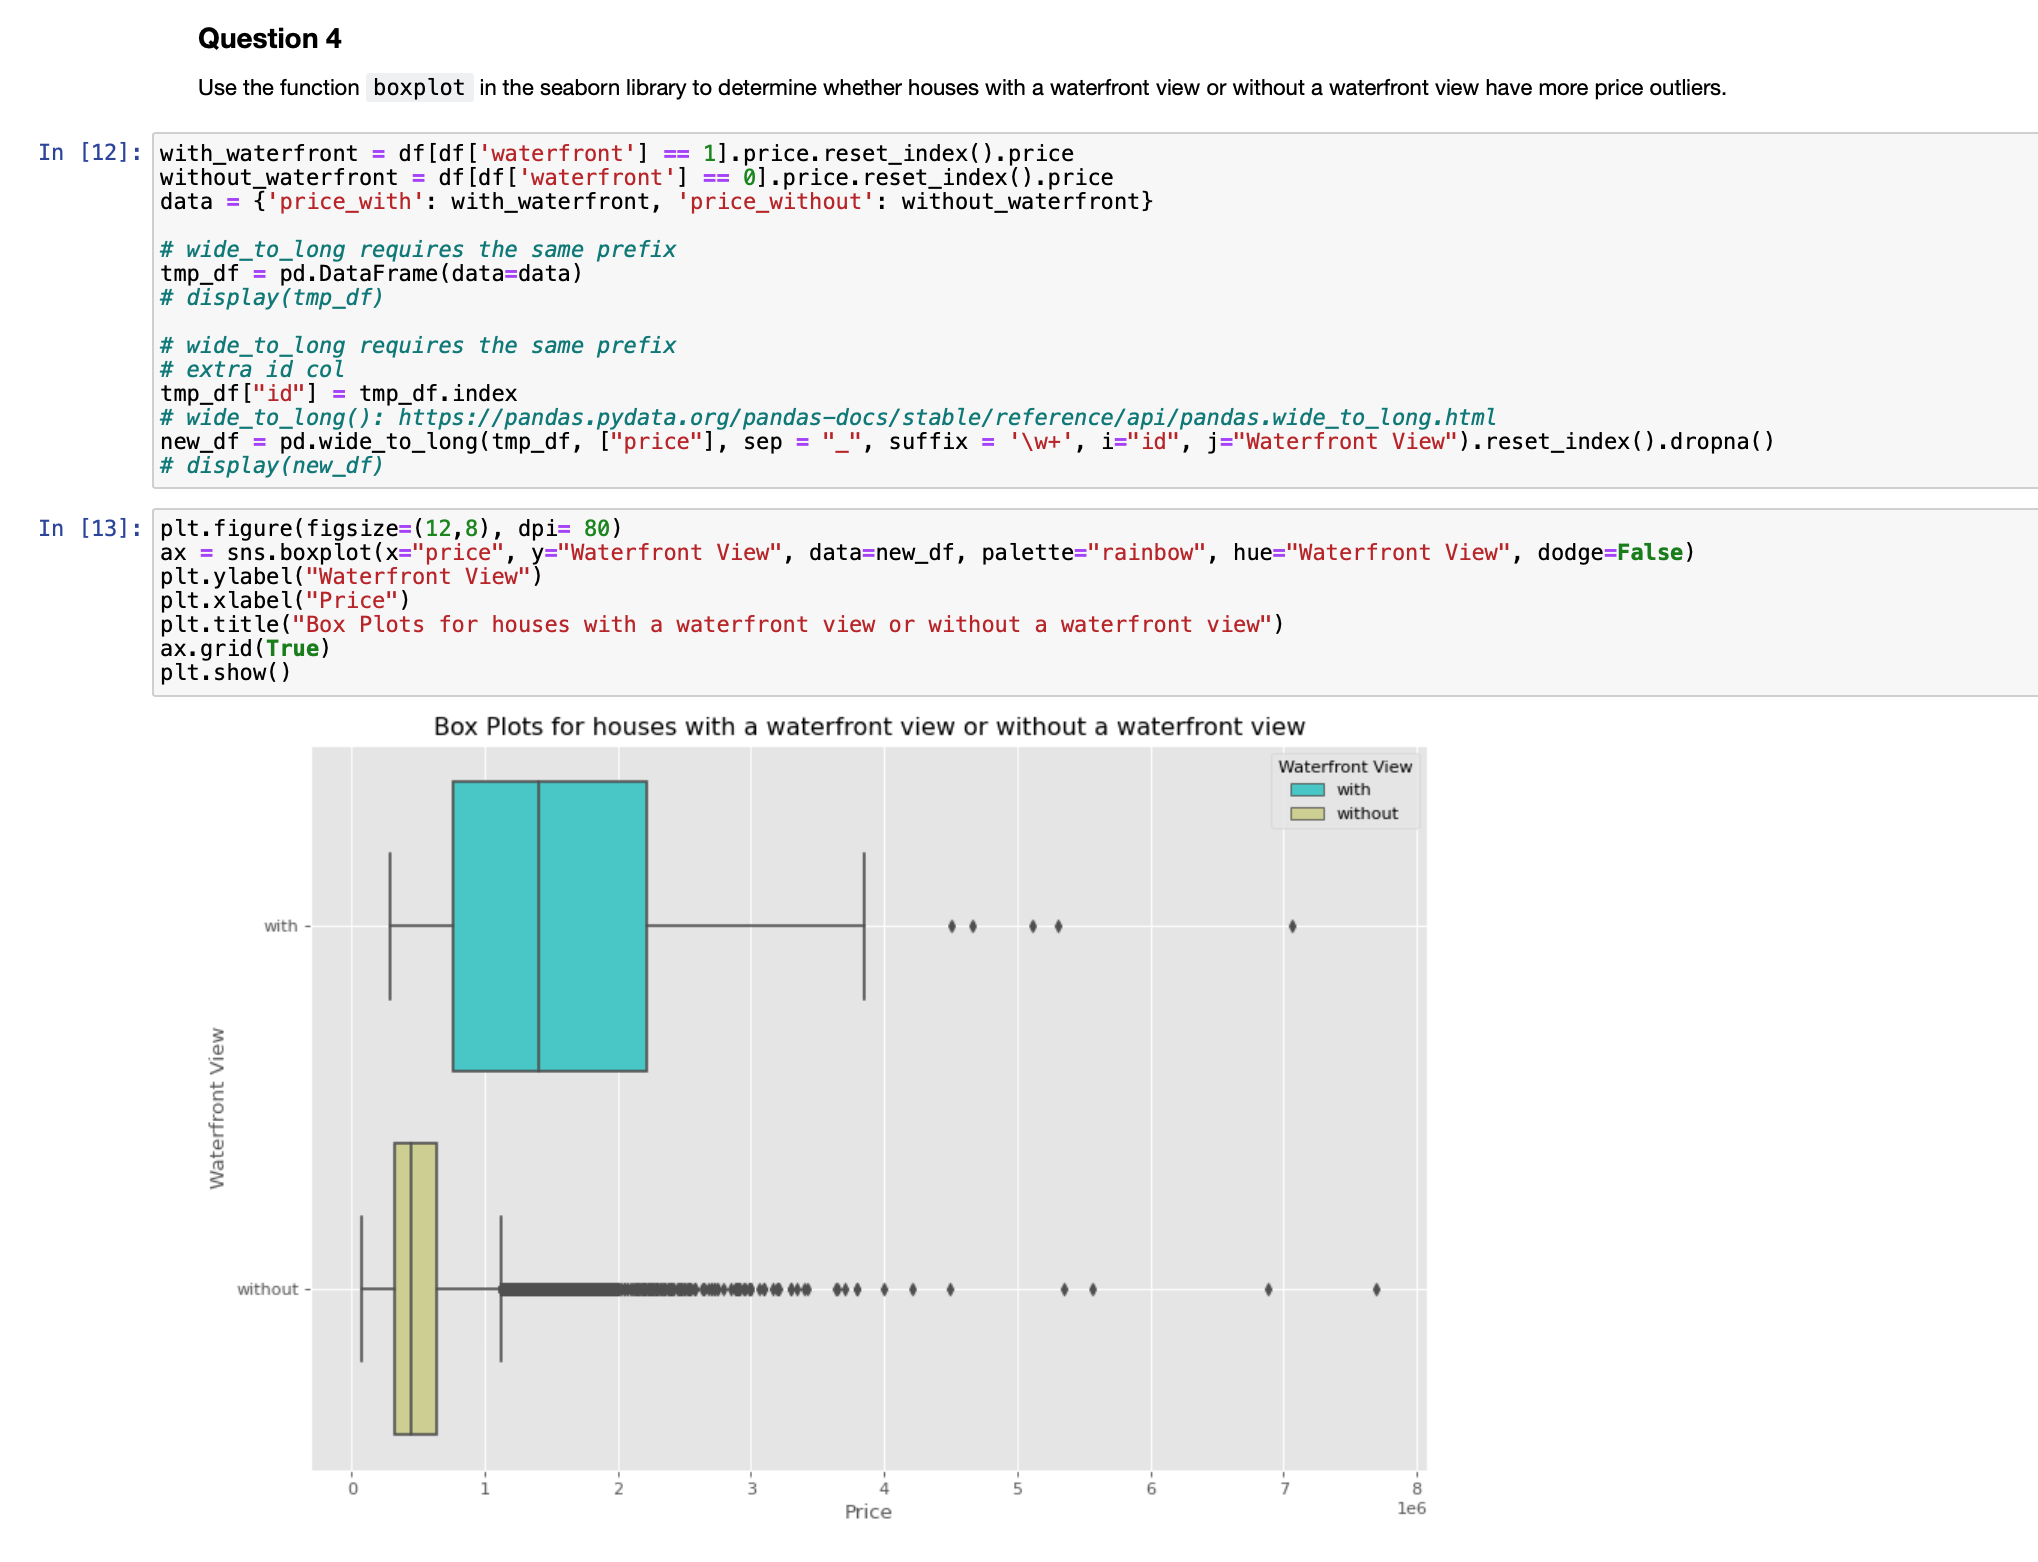 Question 4
Use the function boxplot in the seaborn library to determine whether houses with a waterfront view or without a waterfront view have more price outliers.
In [12]:
with_waterfront = df[df['waterfront'] == 1].price.reset_index().price
without_waterfront = df[df['waterfront'] == 0].price.reset_index().price
data = {'price_with': with_waterfront, 'price_without': without_waterfront}
# wide_to_long requires the same prefix
tmp_df = pd.DataFrame(data=data)
# display(tmp_df)
# wide_to_long requires the same prefix
# extra id col
tmp_df["id"] = tmp_df.index
# wide_to_long(): https://pandas.pydata.org/pandas-docs/stable/reference/api/pandas.wide_to_long.html
new_df = pd.wide_to_long(tmp_df, ["price"], sep = "_", suffix = '\w+', i="id", j="Waterfront View").reset_index().dropna()
# display(new_df)
In [13]:
plt.figure(figsize=(12,8), dpi= 80)
ax = sns.boxplot(x="price", y="Waterfront View", data=new_df, palette="rainbow", hue="Waterfront View", dodge=False)
plt.ylabel("Waterfront View")
plt.xlabel("Price")
plt.title("Box Plots for houses with a waterfront view or without a waterfront view")
ax.grid(True)
plt.show()
Box Plots for houses with a waterfront view or without a waterfront view
Waterfront View
with
without
with
without
Waterfront View
0 1 2 3 4 5 6 7 8
1e6
Price